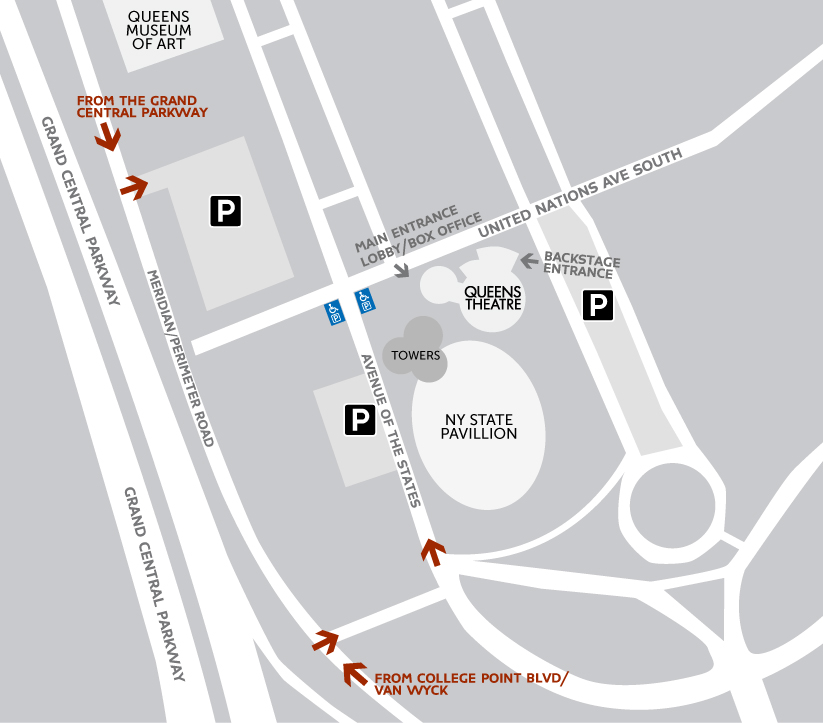 QUEENS
MUSEUM
OF ART
FROM THE GRAND
CENTRAL PARKWAY
GRAND CENTRAL PARKWAY
P
MAIN ENTRANCE
LOBBY/BOX OFFICE
UNITED NATIONS AVE SOUTH
BACKSTAGE
ENTRANCE
QUEENS
THEATRE
P
P
P
MERIDIAN/PERIMETER ROAD
TOWERS
AVENUE OF THE STATES
P
NY STATE
PAVILLION
GRAND CENTRAL PARKWAY
FROM COLLEGE POINT BLVD/
VAN WYCK